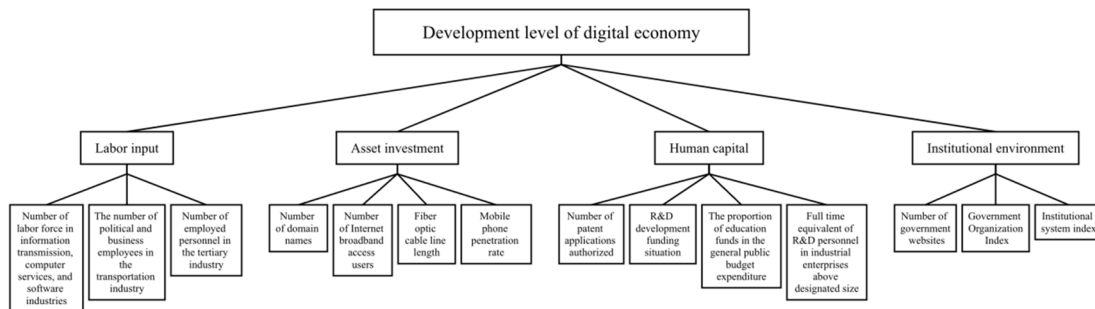 Development level of digital economy
Labor input
Asset investment
Human capital
Institutional environment
Number of
labor force in
information
transmission,
computer
services, and
software
industries
The number of
political and
business
employees in
the
transportation
industry
Number of
employed
personnel in
the tertiary
industry
Number
of domain
names
Number
of Internet
broadband
access
users
Fiber
optic
cable line
length
Mobile
phone
penetration
rate
Number of
patent
applications
authorized
R&D
development
funding
situation
The proportion
of education
funds in the
general public
budget
expenditure
Full time
equivalent of
R&D personnel
in industrial
enterprises
above
designated size
Number of
government
websites
Government
Organization
Index
Institutional
system index